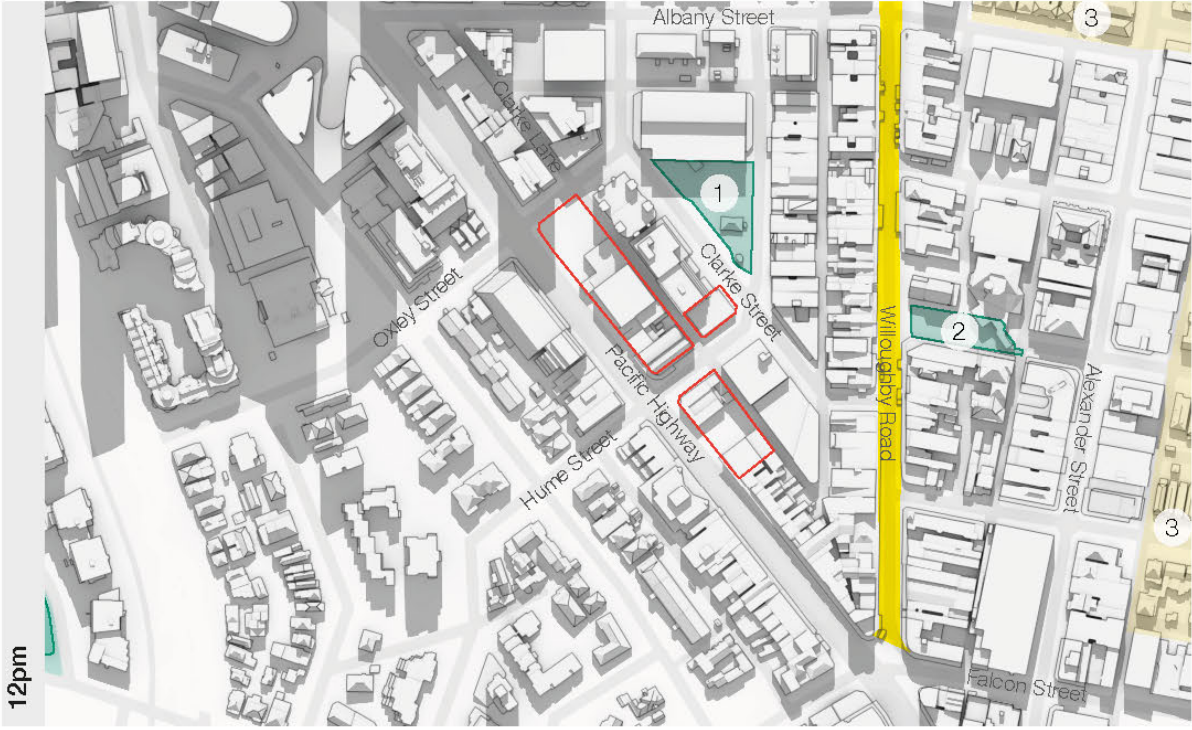 Albany Street
3
Clarke Lane
1
Clarke Street
Oxley Street
2
Willoughby Road
Pacific Highway
Alexander Street
Hume Street
3
12pm
Falcon Street